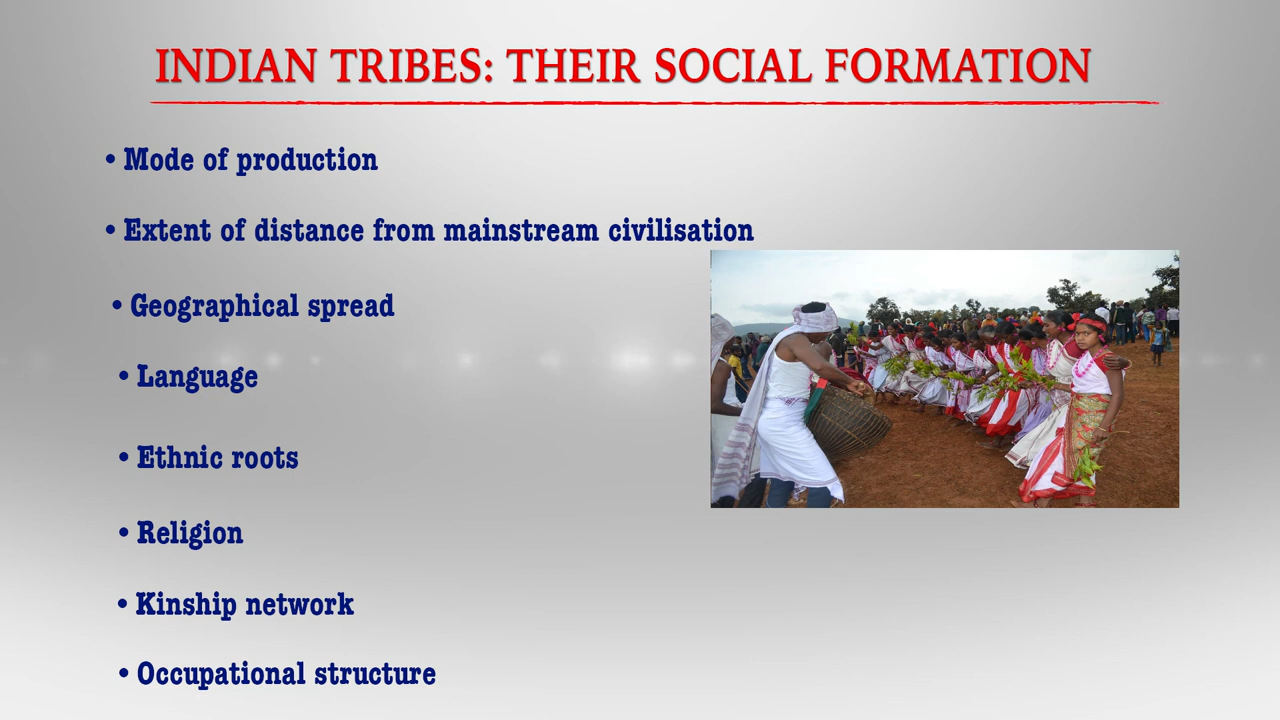 INDIAN TRIBES: THEIR SOCIAL FORMATION
• Mode of production
• Extent of distance from mainstream civilisation
• Geographical spread
• Language
• Ethnic roots
• Religion
• Kinship network
• Occupational structure